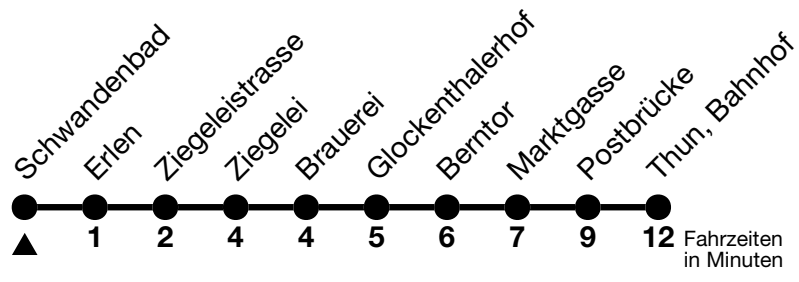 Schwandenbad
Erlen
Ziegeleistrasse
Ziegelei
Brauerei
Glockenthalerhof
Berntor
Marktgasse
Postbrücke
Thun, Bahnhof
1 2 4 4 5 6 7 9 12
Fahrzeiten
in Minuten